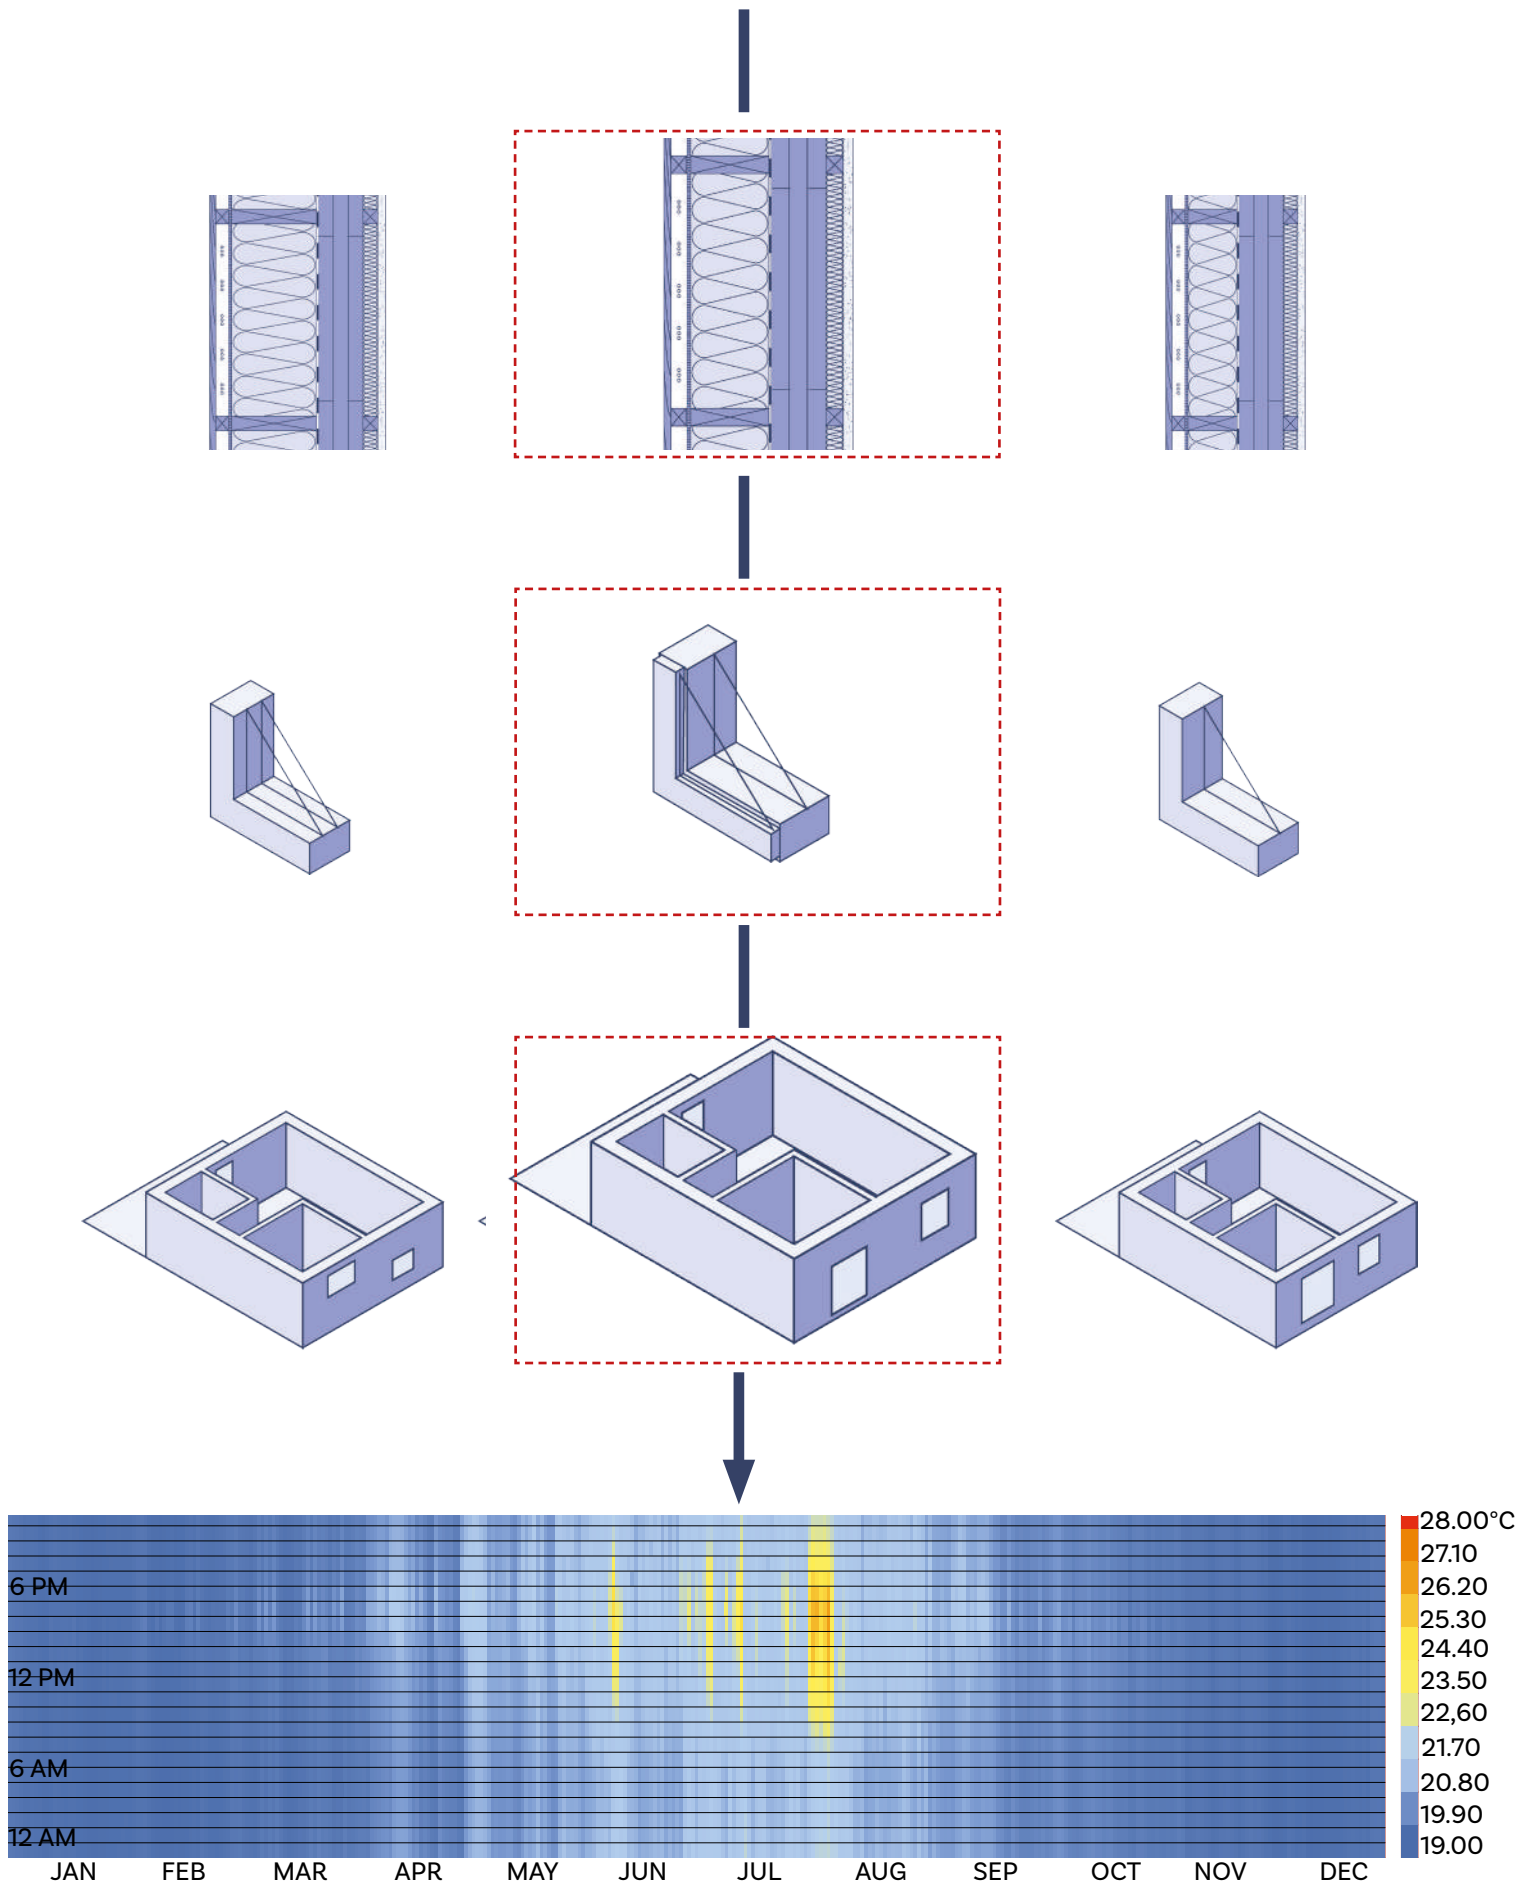 28.00°C
27.10
26.20
25.30
24.40
23.50
22,60
21.70
20.80
19.90
19.00
6 PM
12 PM
6 AM
12 AM
JAN FEB MAR APR MAY JUN JUL AUG SEP OCT NOV DEC